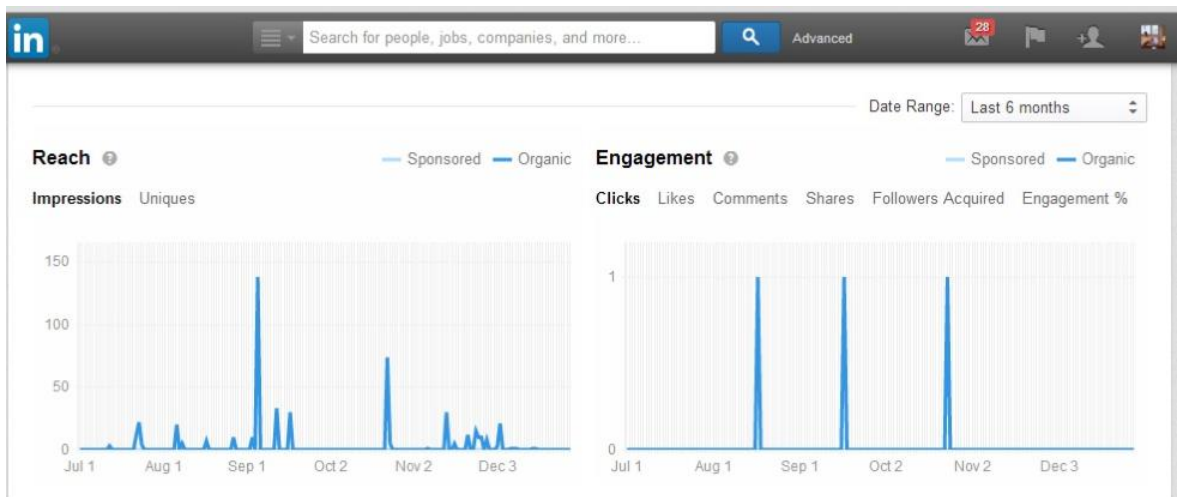 in
Search for people, jobs, companies, and more...
Advanced
28
Date Range: Last 6 months
Reach
Sponsored Organic
Impressions Uniques
150
100
50
0
Jul 1 Aug 1 Sep 1 Oct 2 Nov 2 Dec 3
Engagement
Sponsored Organic
Clicks Likes Comments Shares Followers Acquired Engagement %
1
0
Jul 1 Aug 1 Sep 1 Oct 2 Nov 2 Dec 3